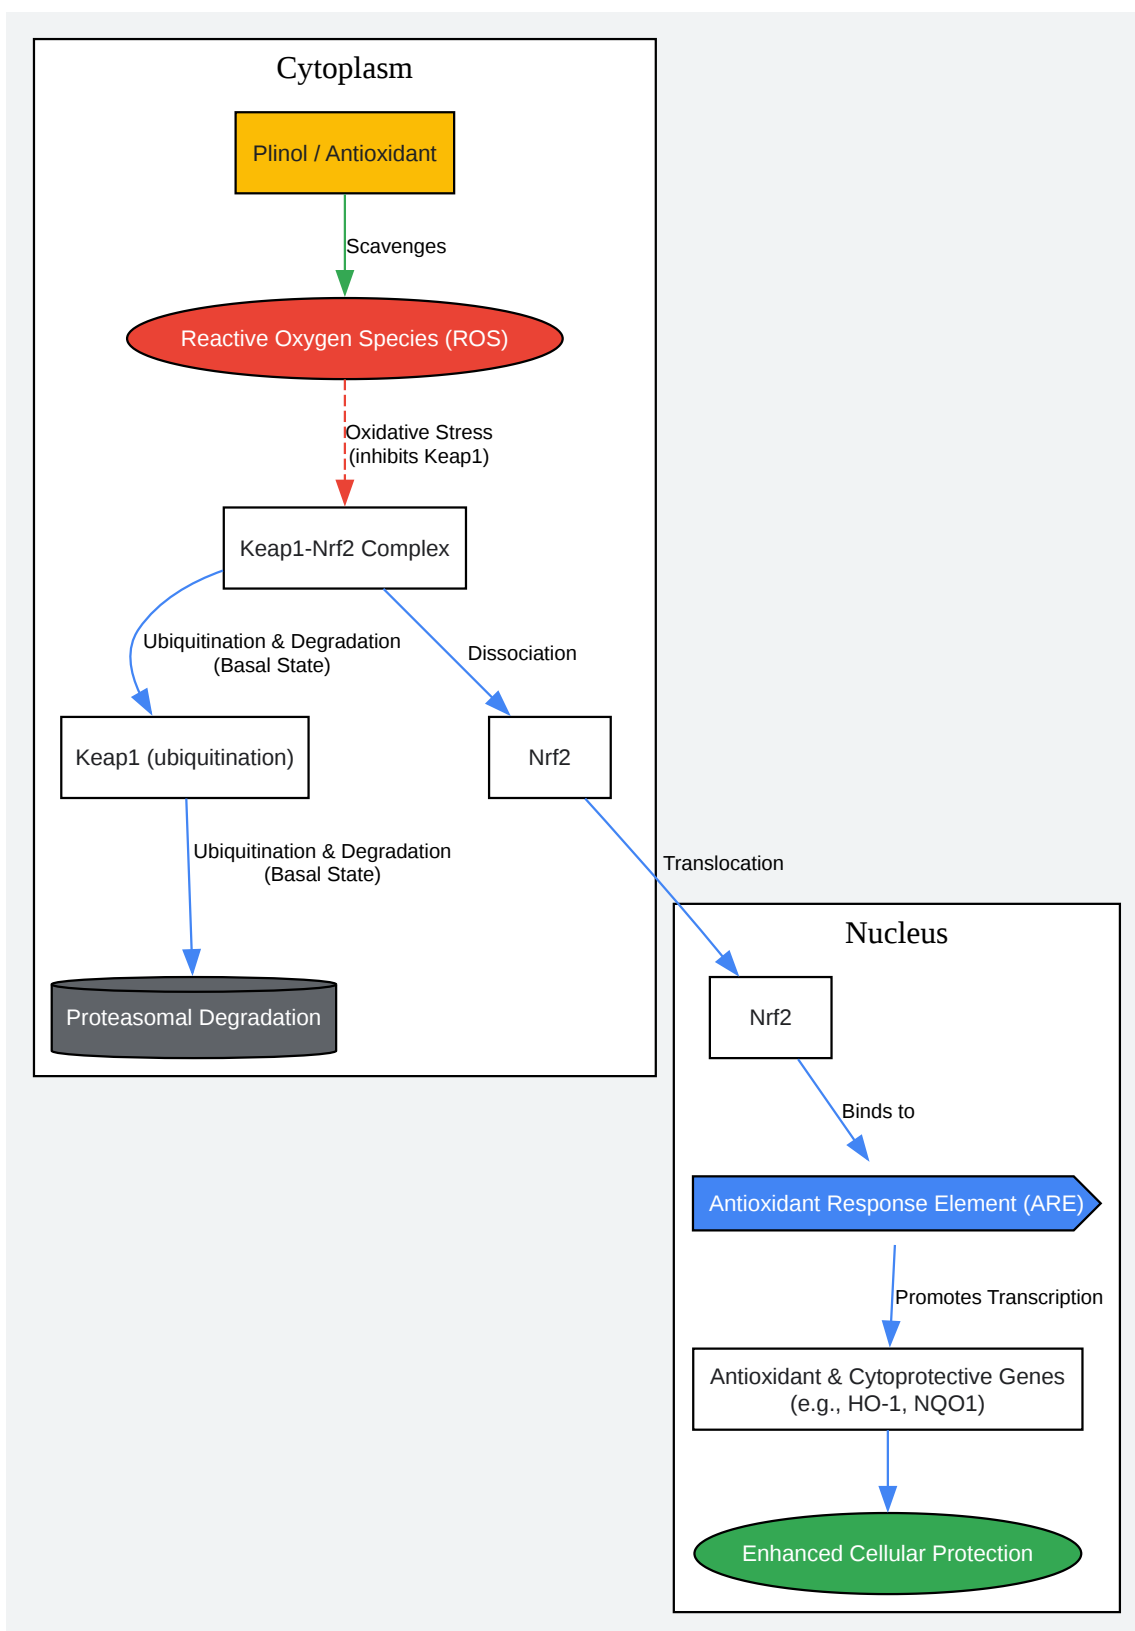 Cytoplasm
Plinol / Antioxidant
Scavenges
Reactive Oxygen Species (ROS)
Oxidative Stress
(inhibits Keap1)
Keap1-Nrf2 Complex
Ubiquitination & Degradation
(Basal State)
Dissociation
Keap1 (ubiquitination)
Nrf2
Ubiquitination & Degradation
(Basal State)
Translocation
Proteasomal Degradation
Nucleus
Nrf2
Binds to
Antioxidant Response Element (ARE)
Promotes Transcription
Antioxidant & Cytoprotective Genes
(e.g., HO-1, NQO1)
Enhanced Cellular Protection